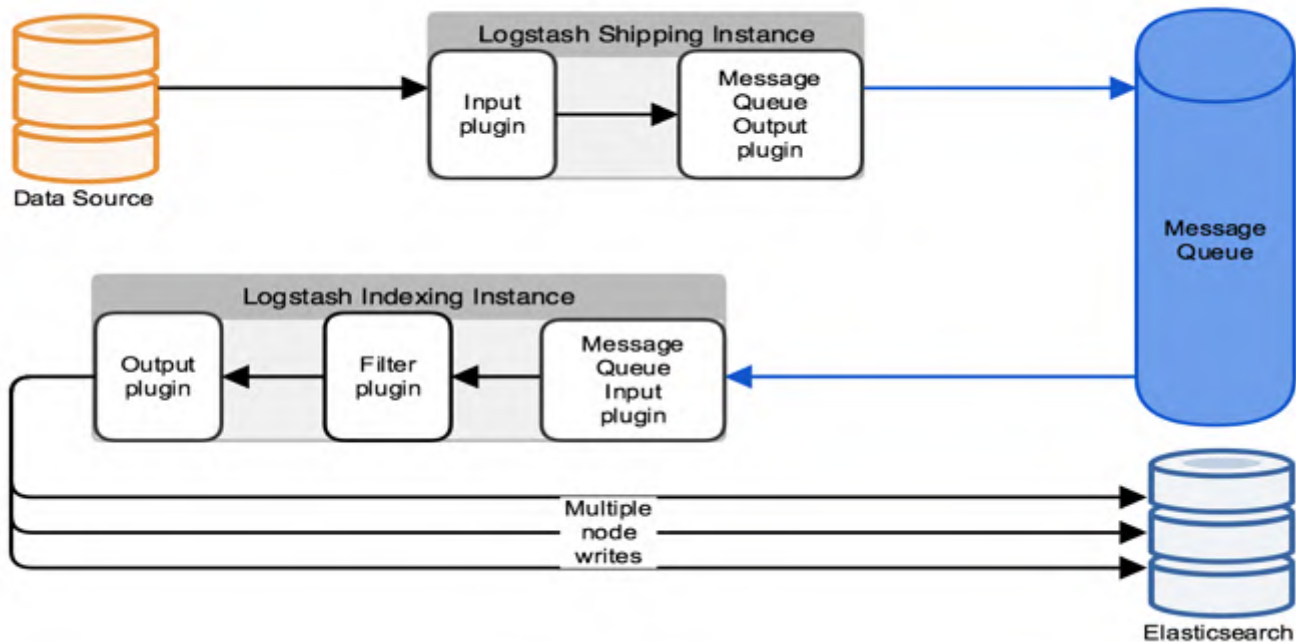 Logstash Shipping Instance
Input
plugin
Message
Queue
Output
plugin
Data Source
Message
Queue
Logstash Indexing Instance
Output
plugin
Filter
plugin
Message
Queue
Input
plugin
Multiple
node
writes
Elasticsearch